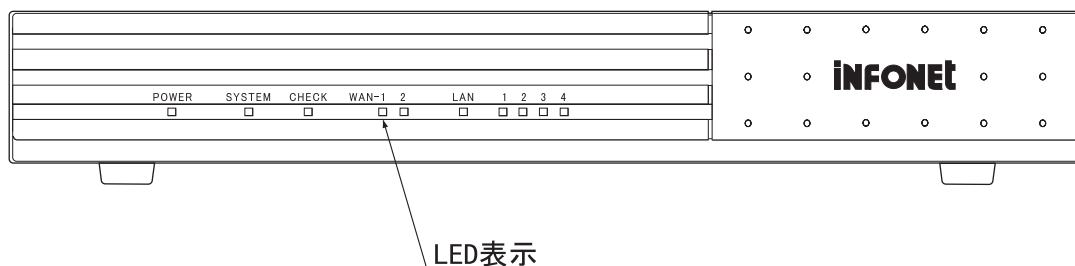 iNFONEt
POWER SYSTEM CHECK WAN-1 2 LAN 1 2 3 4
LED表示